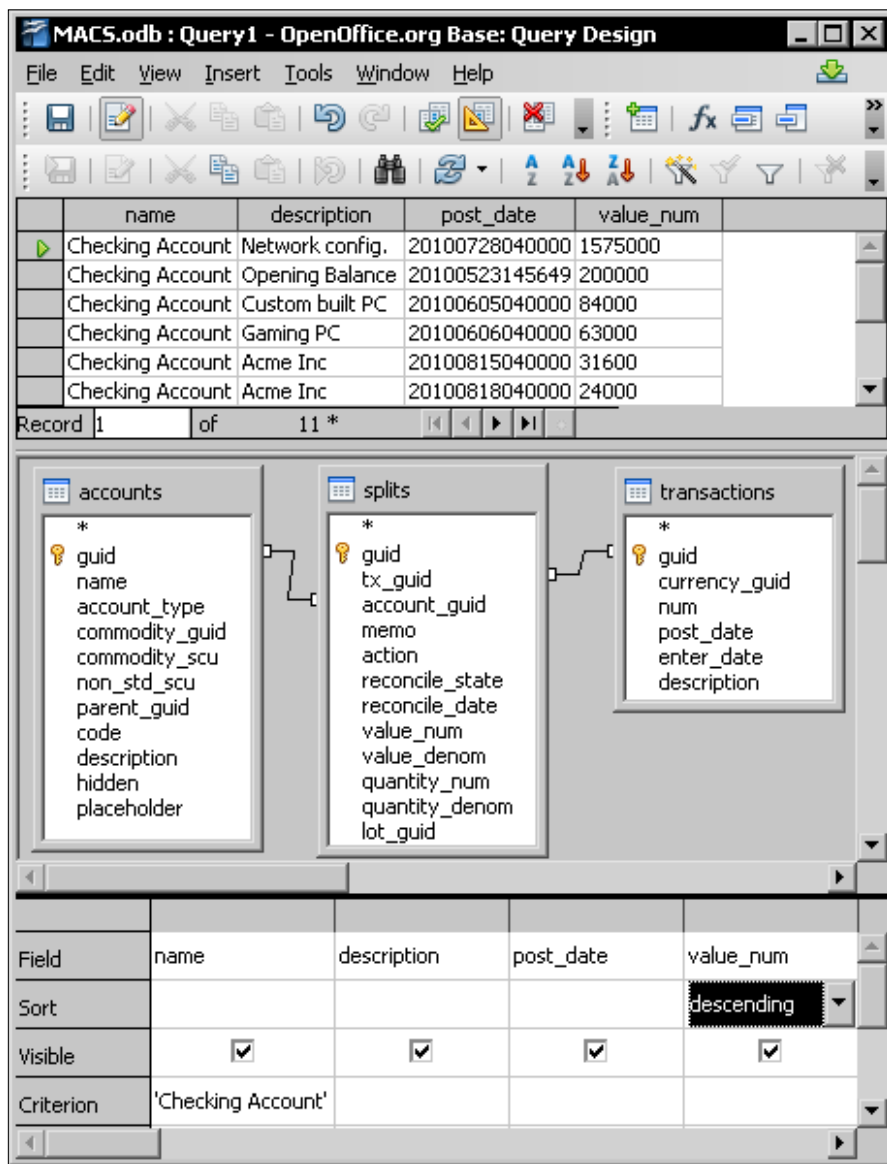 MACS.odb : Query1 - OpenOffice.org Base: Query Design
File Edit View Insert Tools Window Help
name description post_date value_num
Checking Account Network config. 20100728040000 1575000
Checking Account Opening Balance 20100523145649 200000
Checking Account Custom built PC 20100605040000 84000
Checking Account Gaming PC 20100606040000 63000
Checking Account Acme Inc 20100815040000 31600
Checking Account Acme Inc 20100818040000 24000
Record 1 of 11 *
accounts
*
guid
name
account_type
commodity_guid
commodity_scu
non_std_scu
parent_guid
code
description
hidden
placeholder
splits
*
guid
tx_guid
account_guid
memo
action
reconcile_state
reconcile_date
value_num
value_denom
quantity_num
quantity_denom
lot_guid
transactions
*
guid
currency_guid
num
post_date
enter_date
description
Field name description post_date value_num
Sort descending
Visible
Criterion 'Checking Account'